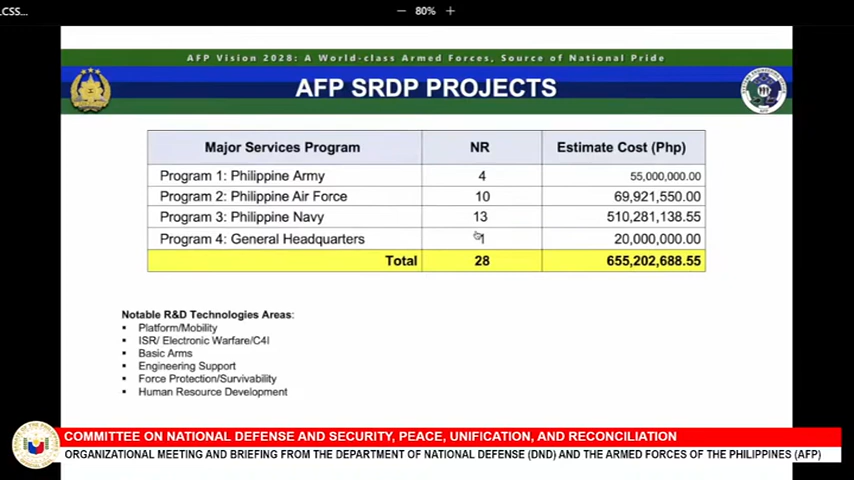 .CSS...
80%
AFP Vision 2028: A World-class Armed Forces, Source of National Pride
AFP SRDP PROJECTS
Major Services Program NR Estimate Cost (Php)
Program 1: Philippine Army 4 55,000,000.00
Program 2: Philippine Air Force 10 69,921,550.00
Program 3: Philippine Navy 13 510,281,138.55
Program 4: General Headquarters 1 20,000,000.00
Total 28 655,202,688.55
Notable R&D Technologies Areas:
▪ Platform/Mobility
▪ ISR/ Electronic Warfare/C4I
▪ Basic Arms
▪ Engineering Support
▪ Force Protection/Survivability
▪ Human Resource Development
COMMITTEE ON NATIONAL DEFENSE AND SECURITY, PEACE, UNIFICATION, AND RECONCILIATION
ORGANIZATIONAL MEETING AND BRIEFING FROM THE DEPARTMENT OF NATIONAL DEFENSE (DND) AND THE ARMED FORCES OF THE PHILIPPINES (AFP)